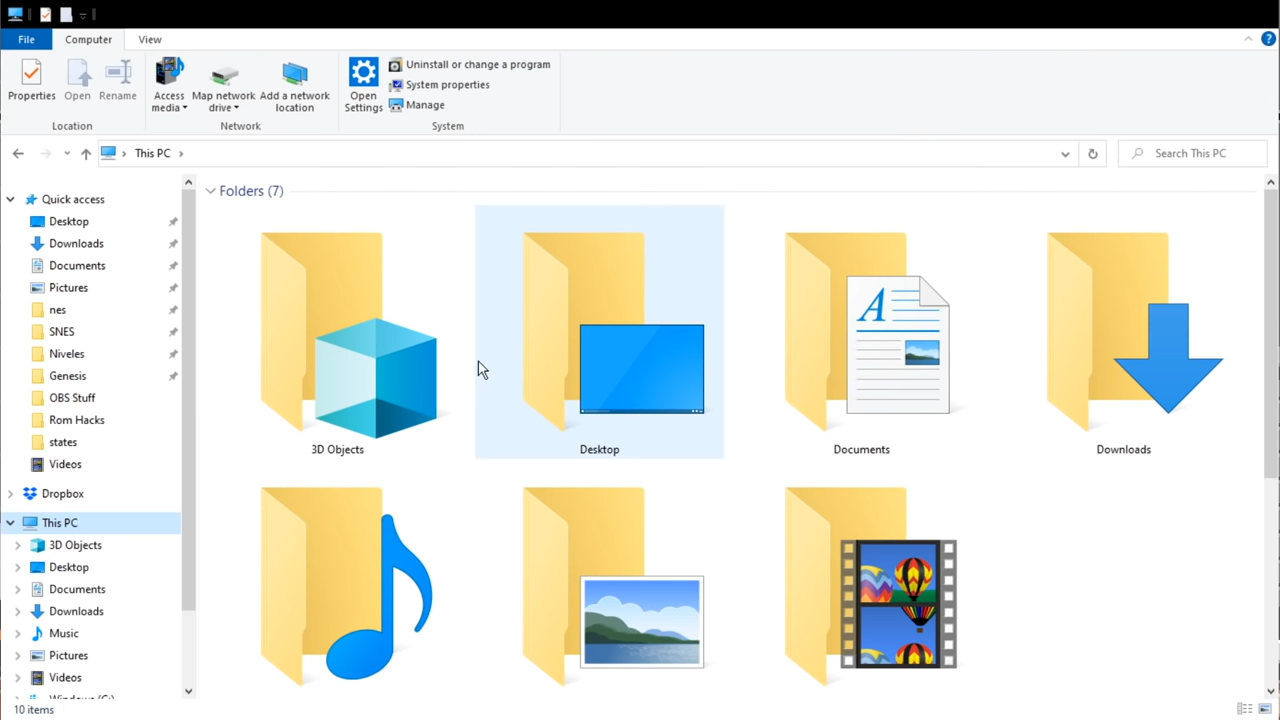 File Computer View
Properties Open Rename Access media Map network drive Add a network location Open Settings Uninstall or change a program
System properties
Manage
Location Network System
This PC Search This PC
Quick access
Desktop
Downloads
Documents
Pictures
nes
SNES
Niveles
Genesis
OBS Stuff
Rom Hacks
states
Videos
Dropbox
This PC
3D Objects
Desktop
Documents
Downloads
Music
Pictures
Videos
Folders (7)
3D Objects Desktop Documents Downloads
A
10 items